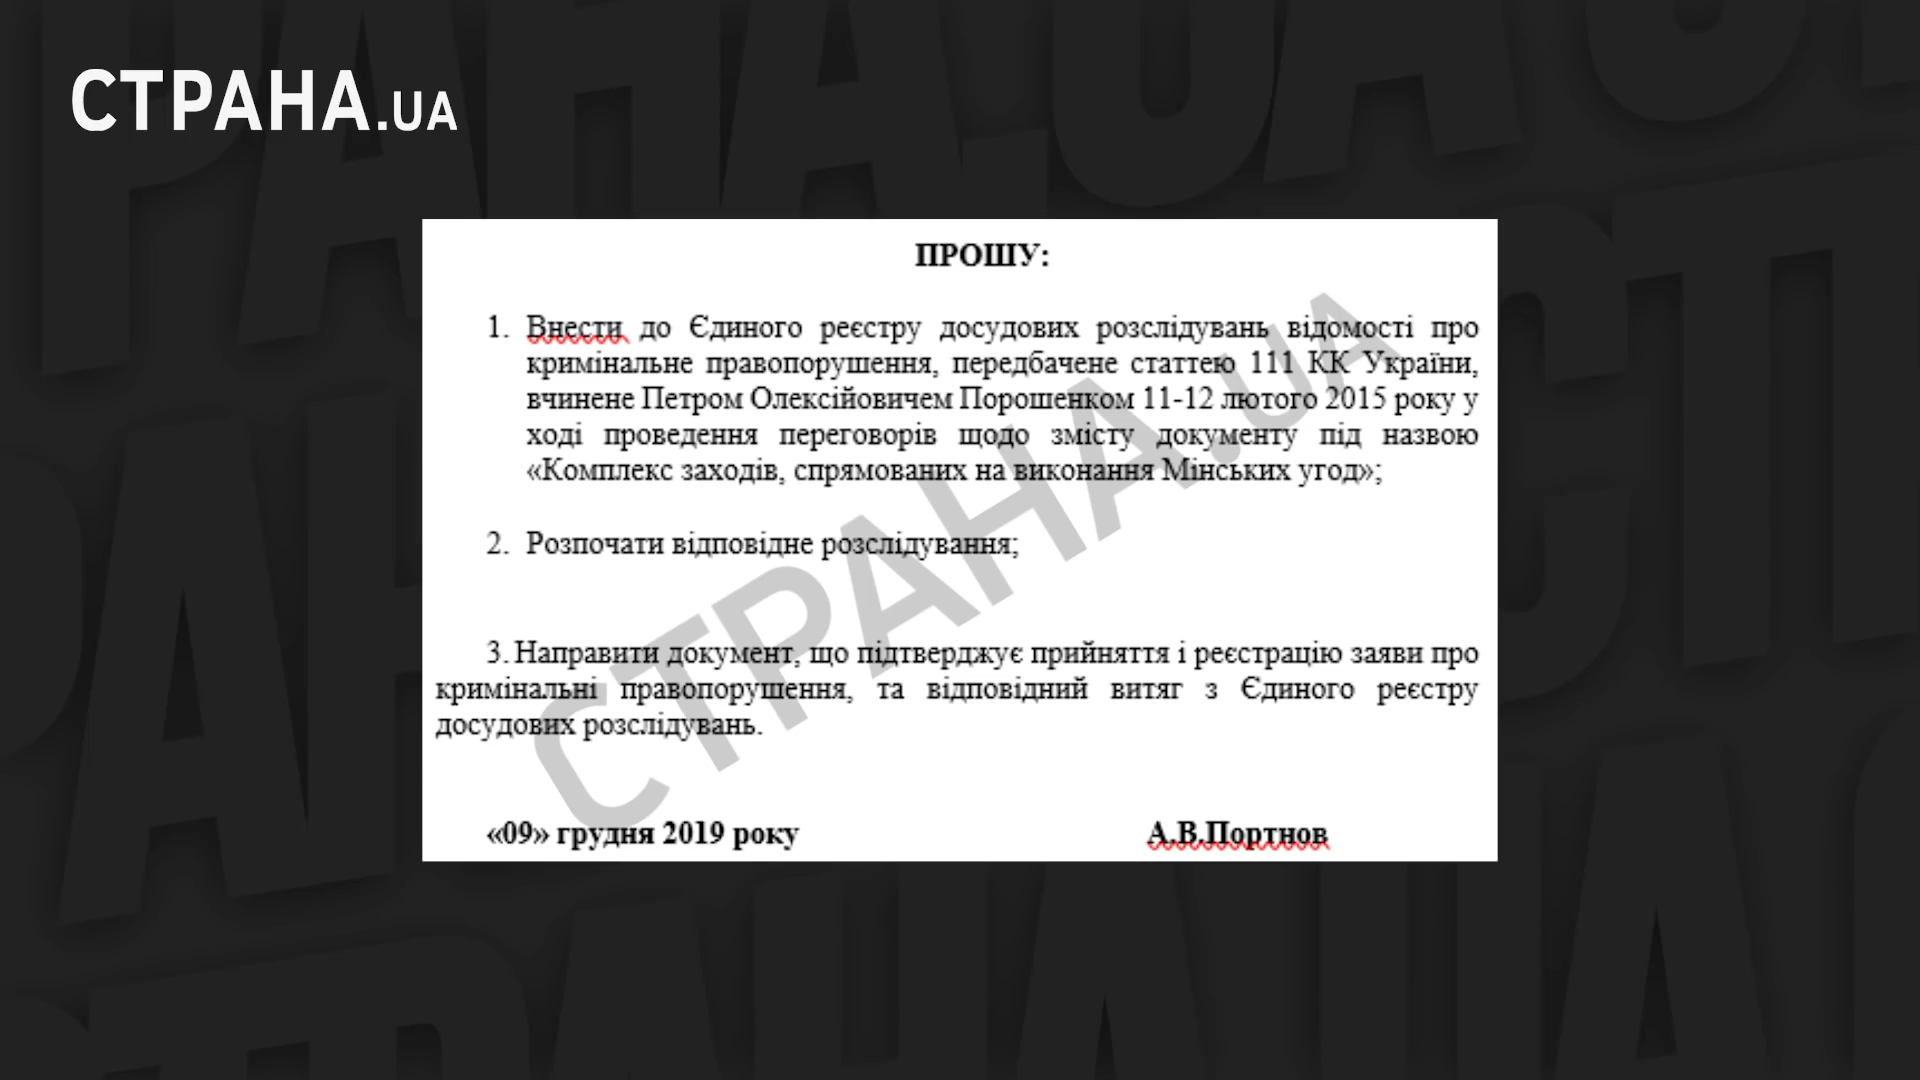 СТРАНА.UA
ПРОШУ:
1. Внести до Єдиного реєстру досудових розслідувань відомості про
кримінальне правопорушення, передбачене статтею 111 КК України,
вчинене Петром Олексійовичем Порошенком 11-12 лютого 2015 року у
ході проведення переговорів щодо змісту документу під назвою
«Комплекс заходів, спрямованих на виконання Мінських угод»;
2. Розпочати відповідне розслідування;
3. Направити документ, що підтверджує прийняття і реєстрацію заяви про
кримінальні правопорушення, та відповідний витяг з Єдиного реєстру
досудових розслідувань.
«09» грудня 2019 року А.В.Портнов
СТРАНА.UA